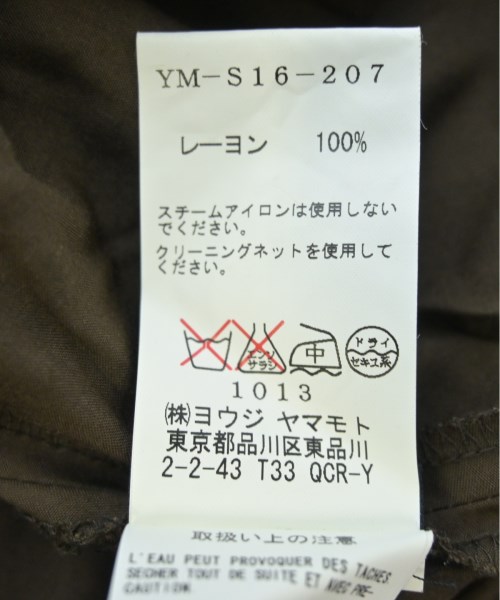 YM-S16-207
レーヨン 100%
スチームアイロンは使用しない
でください。
クリーニングネットを使用して
ください。
エンソ
サラシ
中
ドライ
セキユ系
1013
(株)ヨウジ ヤマモト
東京都品川区東品川
2-2-43 T33 QCR-Y
取扱い上の注意
L'EAU PEUT PROVOQUER DES TACHES
SECHER TOUT DE SUITE ET AVEC PRE-
CAUTION